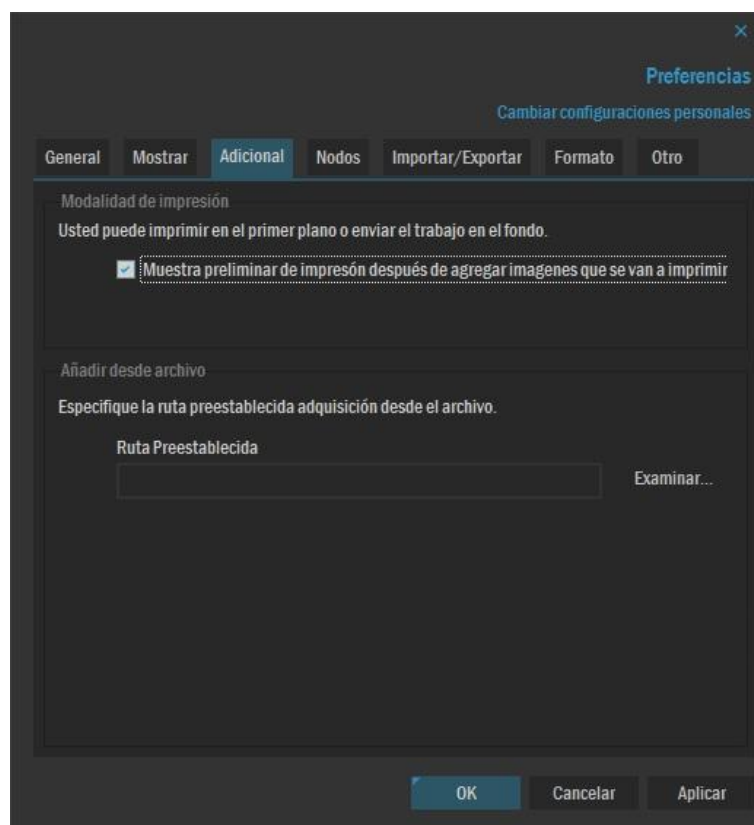 Preferencias
Cambiar configuraciones personales
General Mostrar Adicional Nodos Importar/Exportar Formato Otro
Modalidad de impresión
Usted puede imprimir en el primer plano o enviar el trabajo en el fondo.
Muestra preliminar de impresón después de agregar imagenes que se van a imprimir
Añadir desde archivo
Especifique la ruta preestablecida adquisición desde el archivo.
Ruta Preestablecida
Examinar...
OK Cancelar Aplicar